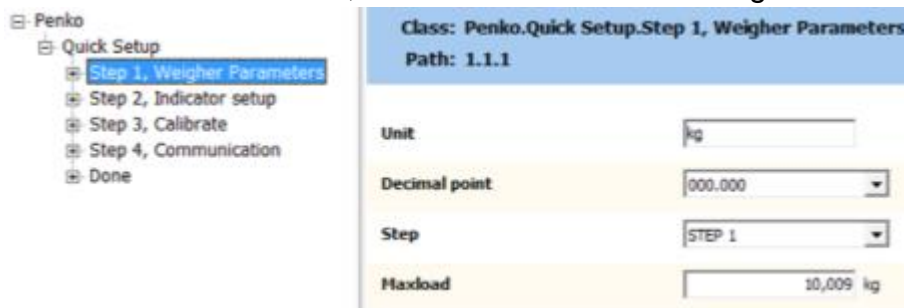 Penko
Quick Setup
Step 1, Weigher Parameters
Step 2, Indicator setup
Step 3, Calibrate
Step 4, Communication
Done
Class: Penko.Quick Setup.Step 1, Weigher Parameters
Path: 1.1.1
Unit kg
Decimal point 000.000
Step STEP 1
Maxload 10,009 kg